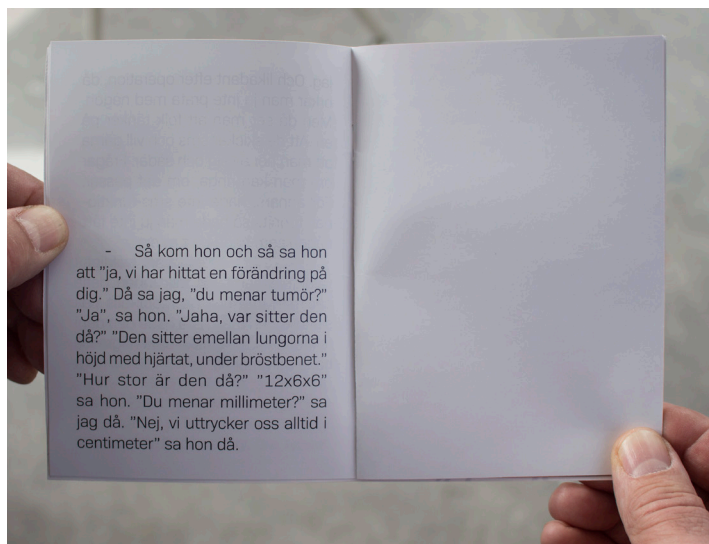 - Så kom hon och så sa hon
att "ja, vi har hittat en förändring på
dig." Då sa jag, "du menar tumör?"
"Ja", sa hon. "Jaha, var sitter den
då?" "Den sitter emellan lungorna i
höjd med hjärtat, under bröstbenet."
"Hur stor är den då?" "12x6x6"
sa hon. "Du menar millimeter?" sa
jag då. "Nej, vi uttrycker oss alltid i
centimeter" sa hon då.